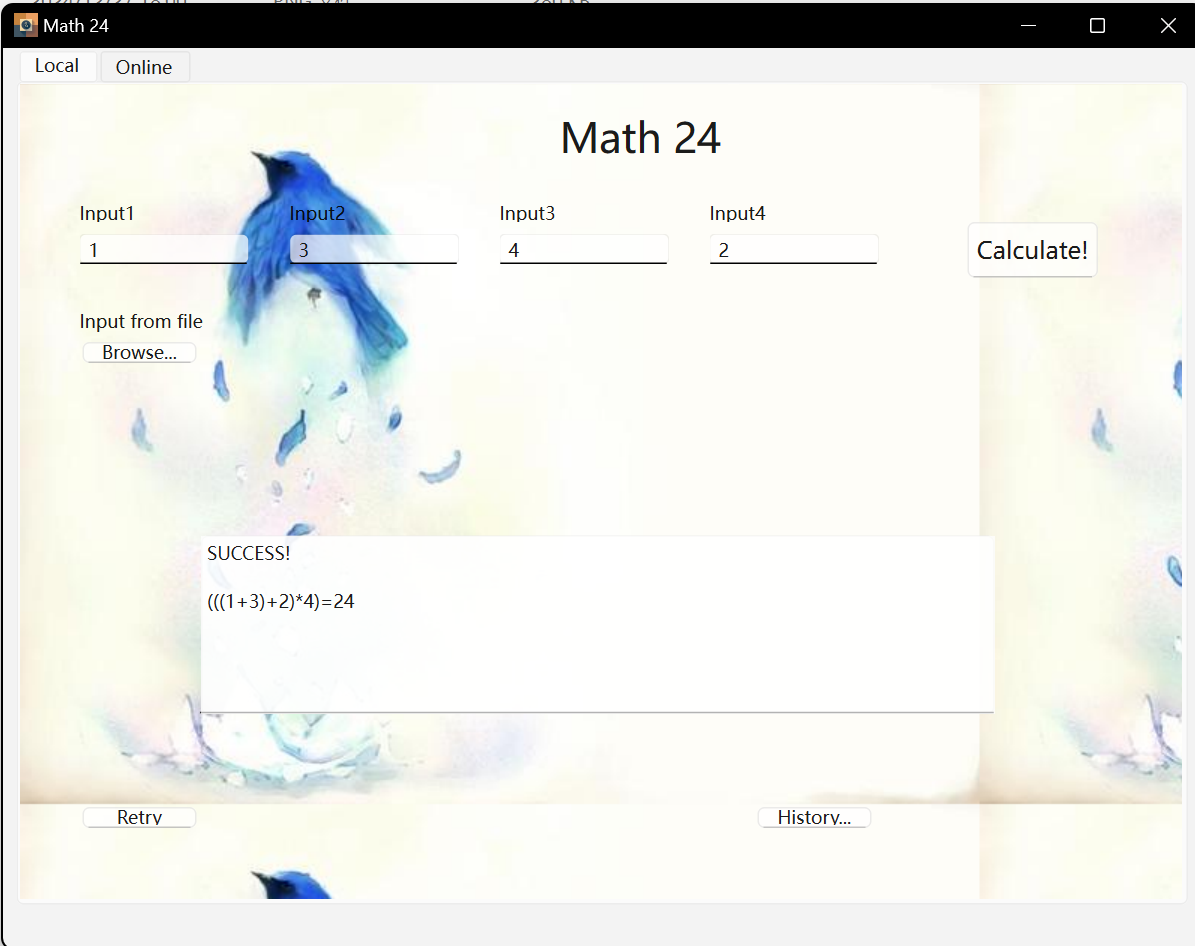 Math 24
Local
Online
Math 24
Input1
Input2
Input3
Input4
1
3
4
2
Calculate!
Input from file
Browse...
SUCCESS!
(((1+3)+2)*4)=24
Retry
History...